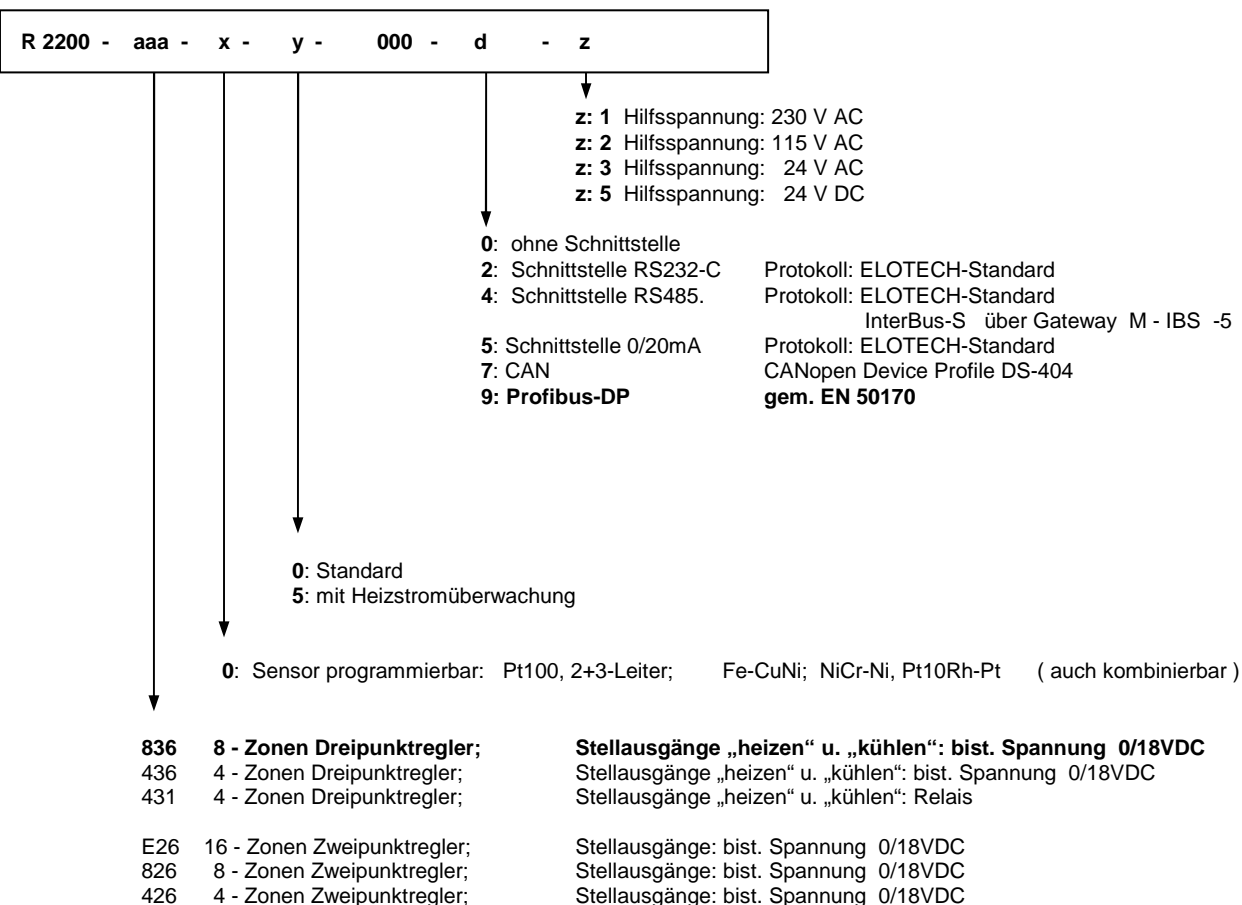 R 2200 - aaa - x - y - 000 - d - z
z: 1 Hilfsspannung: 230 V AC
z: 2 Hilfsspannung: 115 V AC
z: 3 Hilfsspannung: 24 V AC
z: 5 Hilfsspannung: 24 V DC
0: ohne Schnittstelle
2: Schnittstelle RS232-C Protokoll: ELOTECH-Standard
4: Schnittstelle RS485. Protokoll: ELOTECH-Standard
InterBus-S über Gateway M - IBS -5
5: Schnittstelle 0/20mA Protokoll: ELOTECH-Standard
7: CAN CANopen Device Profile DS-404
9: Profibus-DP gem. EN 50170
0: Standard
5: mit Heizstromüberwachung
0: Sensor programmierbar: Pt100, 2+3-Leiter; Fe-CuNi; NiCr-Ni, Pt10Rh-Pt ( auch kombinierbar )
836 8 - Zonen Dreipunktregler; Stellausgänge „heizen“ u. „kühlen“: bist. Spannung 0/18VDC
436 4 - Zonen Dreipunktregler; Stellausgänge „heizen“ u. „kühlen“: bist. Spannung 0/18VDC
431 4 - Zonen Dreipunktregler; Stellausgänge „heizen“ u. „kühlen“: Relais
E26 16 - Zonen Zweipunktregler; Stellausgänge: bist. Spannung 0/18VDC
826 8 - Zonen Zweipunktregler; Stellausgänge: bist. Spannung 0/18VDC
426 4 - Zonen Zweipunktregler; Stellausgänge: bist. Spannung 0/18VDC